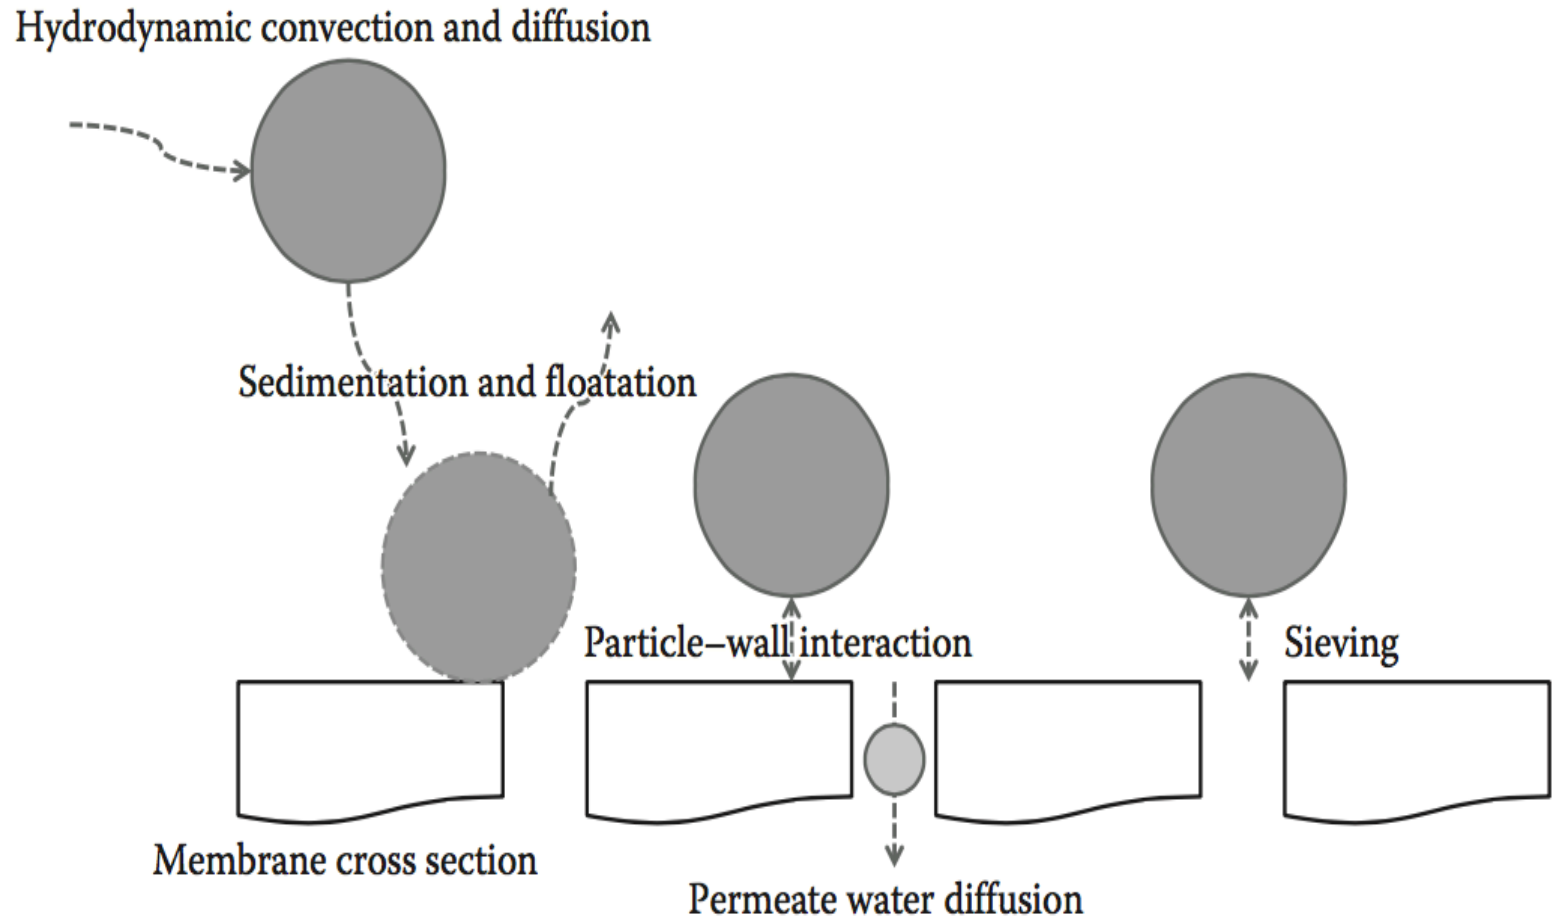 Hydrodynamic convection and diffusion
Sedimentation and floatation
Particle–wall interaction
Sieving
Membrane cross section
Permeate water diffusion